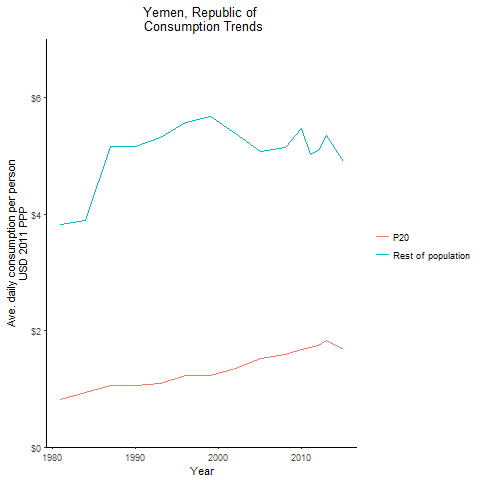 Yemen, Republic of
Consumption Trends
Ave. daily consumption per person
USD 2011 PPP
$6
$4
$2
$0
1980
1990
2000
2010
Year
P20
Rest of population